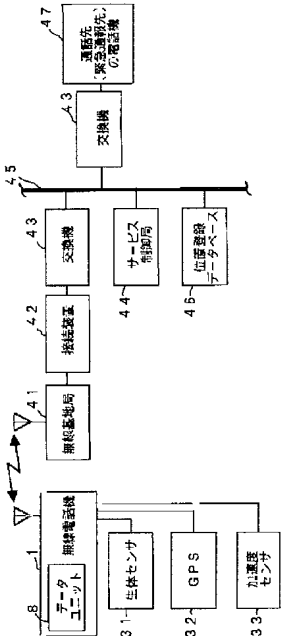 1
8
無線電話機
データ
ユニット
31
生体センサ
32
GPS
33
加速度
センサ
41
無線基地局
42
接続装置
43
交換機
44
サービス
制御局
45
46
位置登録
データベース
43
交換機
47
通話先
(緊急通報先)
の電話機